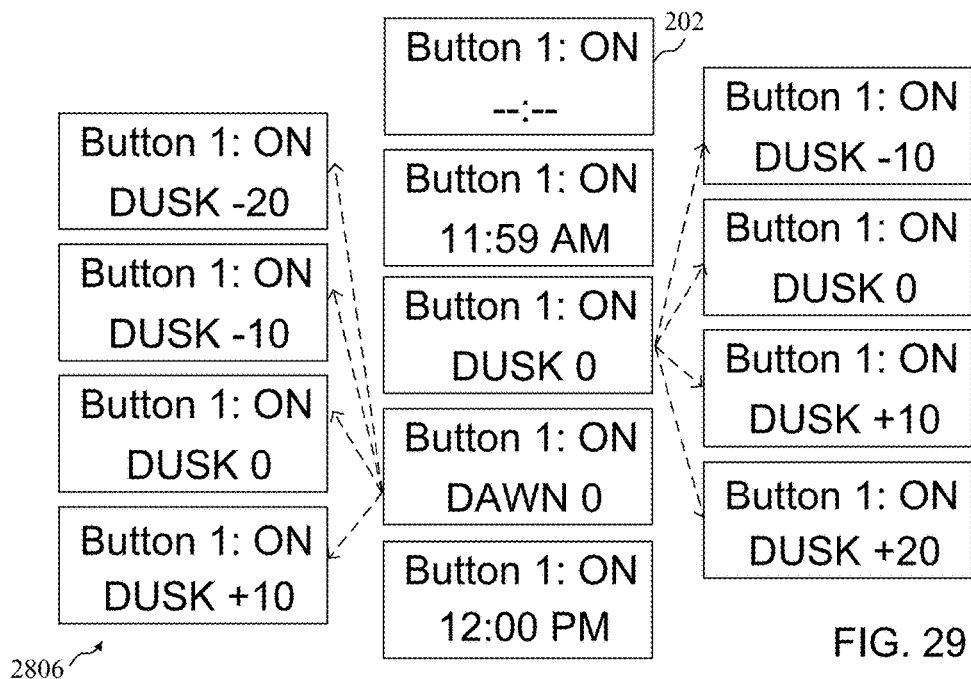 Button 1: ON
DUSK -20
Button 1: ON
DUSK -10
Button 1: ON
DUSK 0
Button 1: ON
DUSK +10
2806
202
Button 1: ON
--:--
Button 1: ON
11:59 AM
Button 1: ON
DUSK 0
Button 1: ON
DAWN 0
Button 1: ON
12:00 PM
Button 1: ON
DUSK -10
Button 1: ON
DUSK 0
Button 1: ON
DUSK +10
Button 1: ON
DUSK +20
FIG. 29